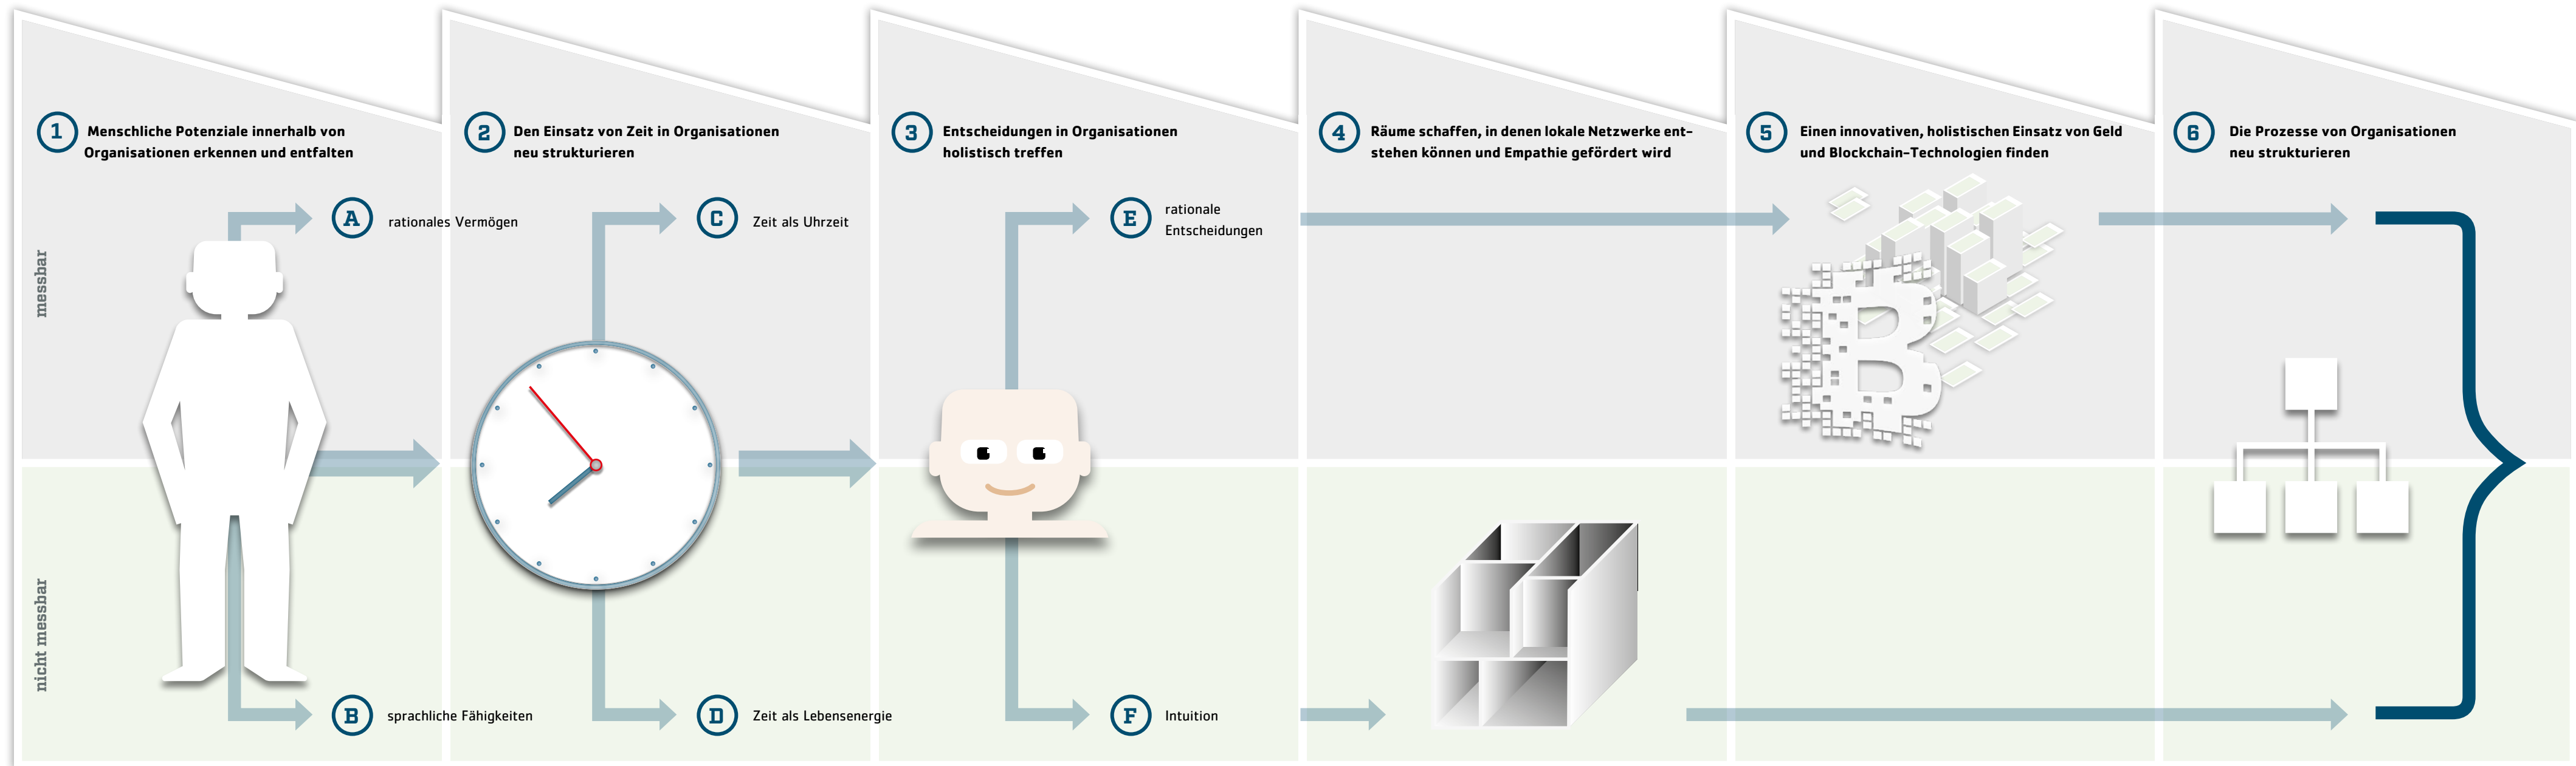 1
Menschliche Potenziale innerhalb von
Organisationen erkennen und entfalten
2
Den Einsatz von Zeit in Organisationen
neu strukturieren
3
Entscheidungen in Organisationen
holistisch treffen
4
Räume schaffen, in denen lokale Netzwerke ent-
stehen können und Empathie gefördert wird
5
Einen innovativen, holistischen Einsatz von Geld
und Blockchain-Technologien finden
6
Die Prozesse von Organisationen
neu strukturieren
messbar
A
rationales Vermögen
C
Zeit als Uhrzeit
E
rationale
Entscheidungen
B
nicht messbar
B
sprachliche Fähigkeiten
D
Zeit als Lebensenergie
F
Intuition